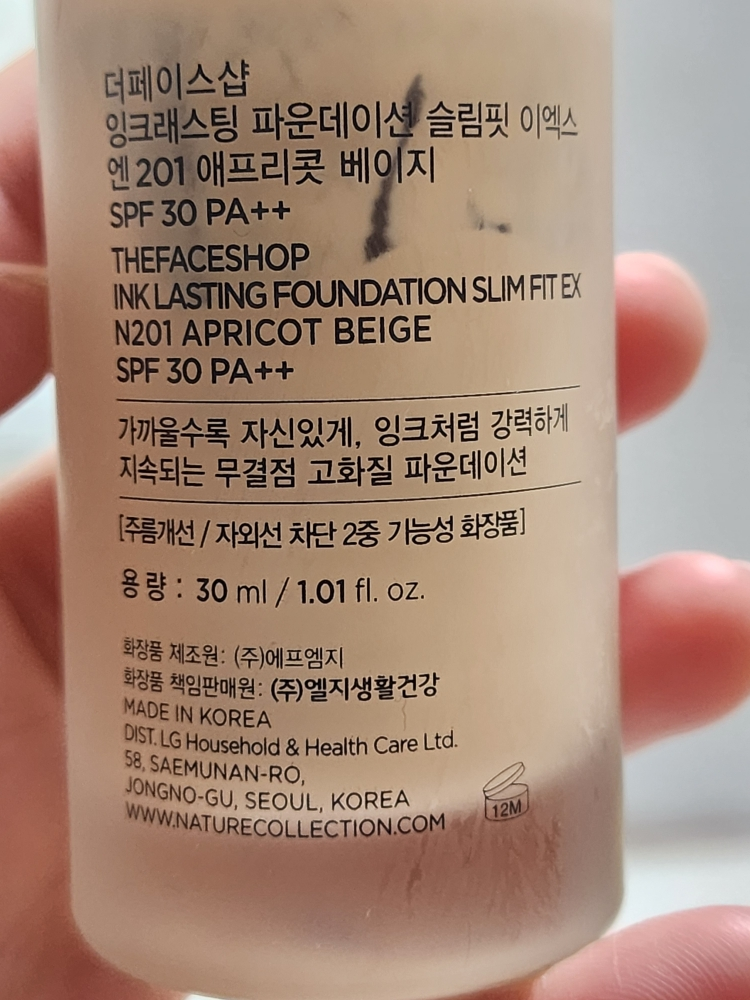 더페이스샵
잉크래스팅 파운데이션 슬림핏 이엑스
엔 201 애프리콧 베이지
SPF 30 PA++
THEFACESHOP
INK LASTING FOUNDATION SLIM FIT EX
N201 APRICOT BEIGE
SPF 30 PA++
가까울수록 자신있게, 잉크처럼 강력하게
지속되는 무결점 고화질 파운데이션
[주름개선 / 자외선 차단 2중 기능성 화장품]
용량 : 30 ml / 1.01 fl. oz.
화장품 제조원: (주)에프엠지
화장품 책임판매원: (주)엘지생활건강
MADE IN KOREA
DIST. LG Household & Health Care Ltd.
58, SAEMUNAN-RO,
JONGNO-GU, SEOUL, KOREA
WWW.NATURECOLLECTION.COM
12M